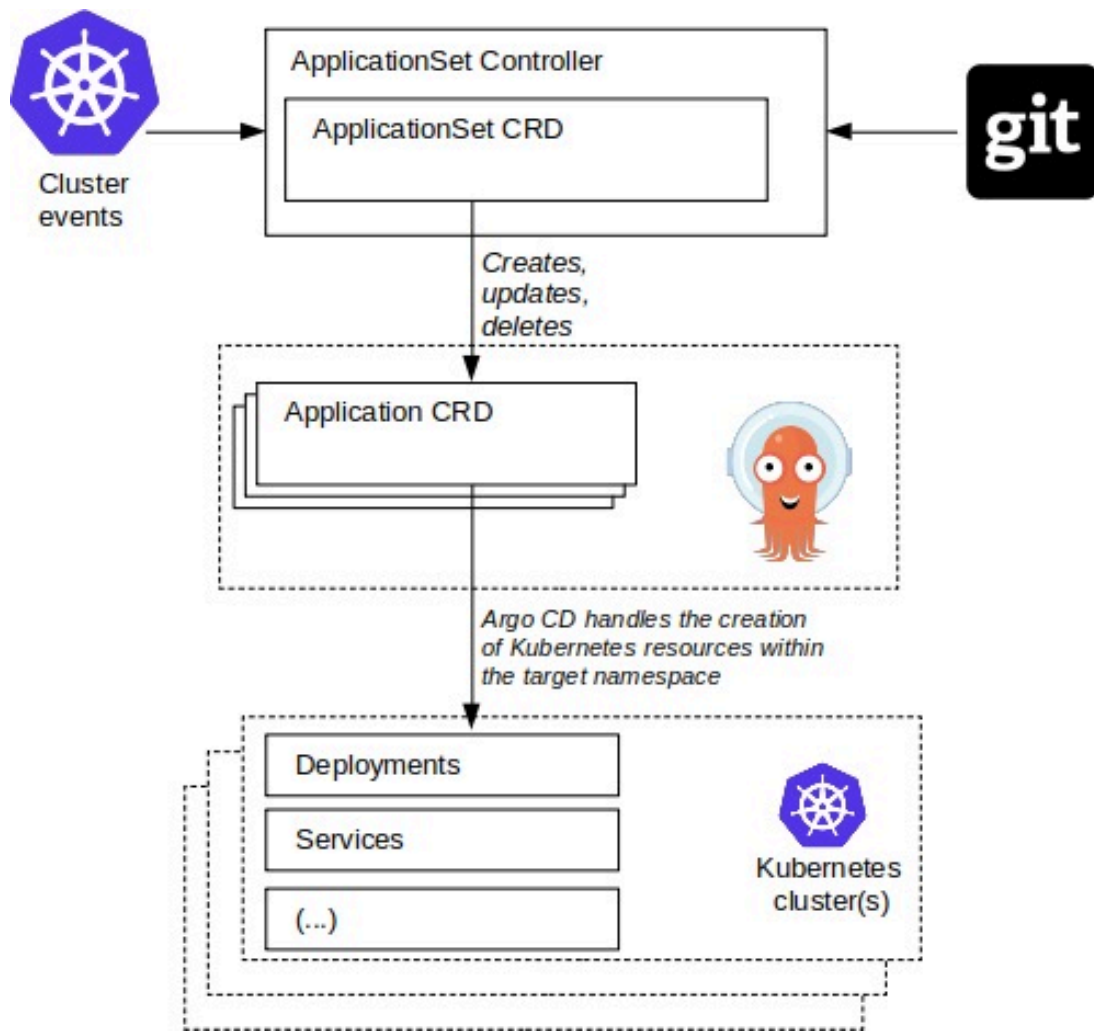 ApplicationSet Controller
ApplicationSet CRD
git
Cluster
events
Creates,
updates,
deletes
Application CRD
Argo CD handles the creation
of Kubernetes resources within
the target namespace
Deployments
Services
(...)
Kubernetes
cluster(s)